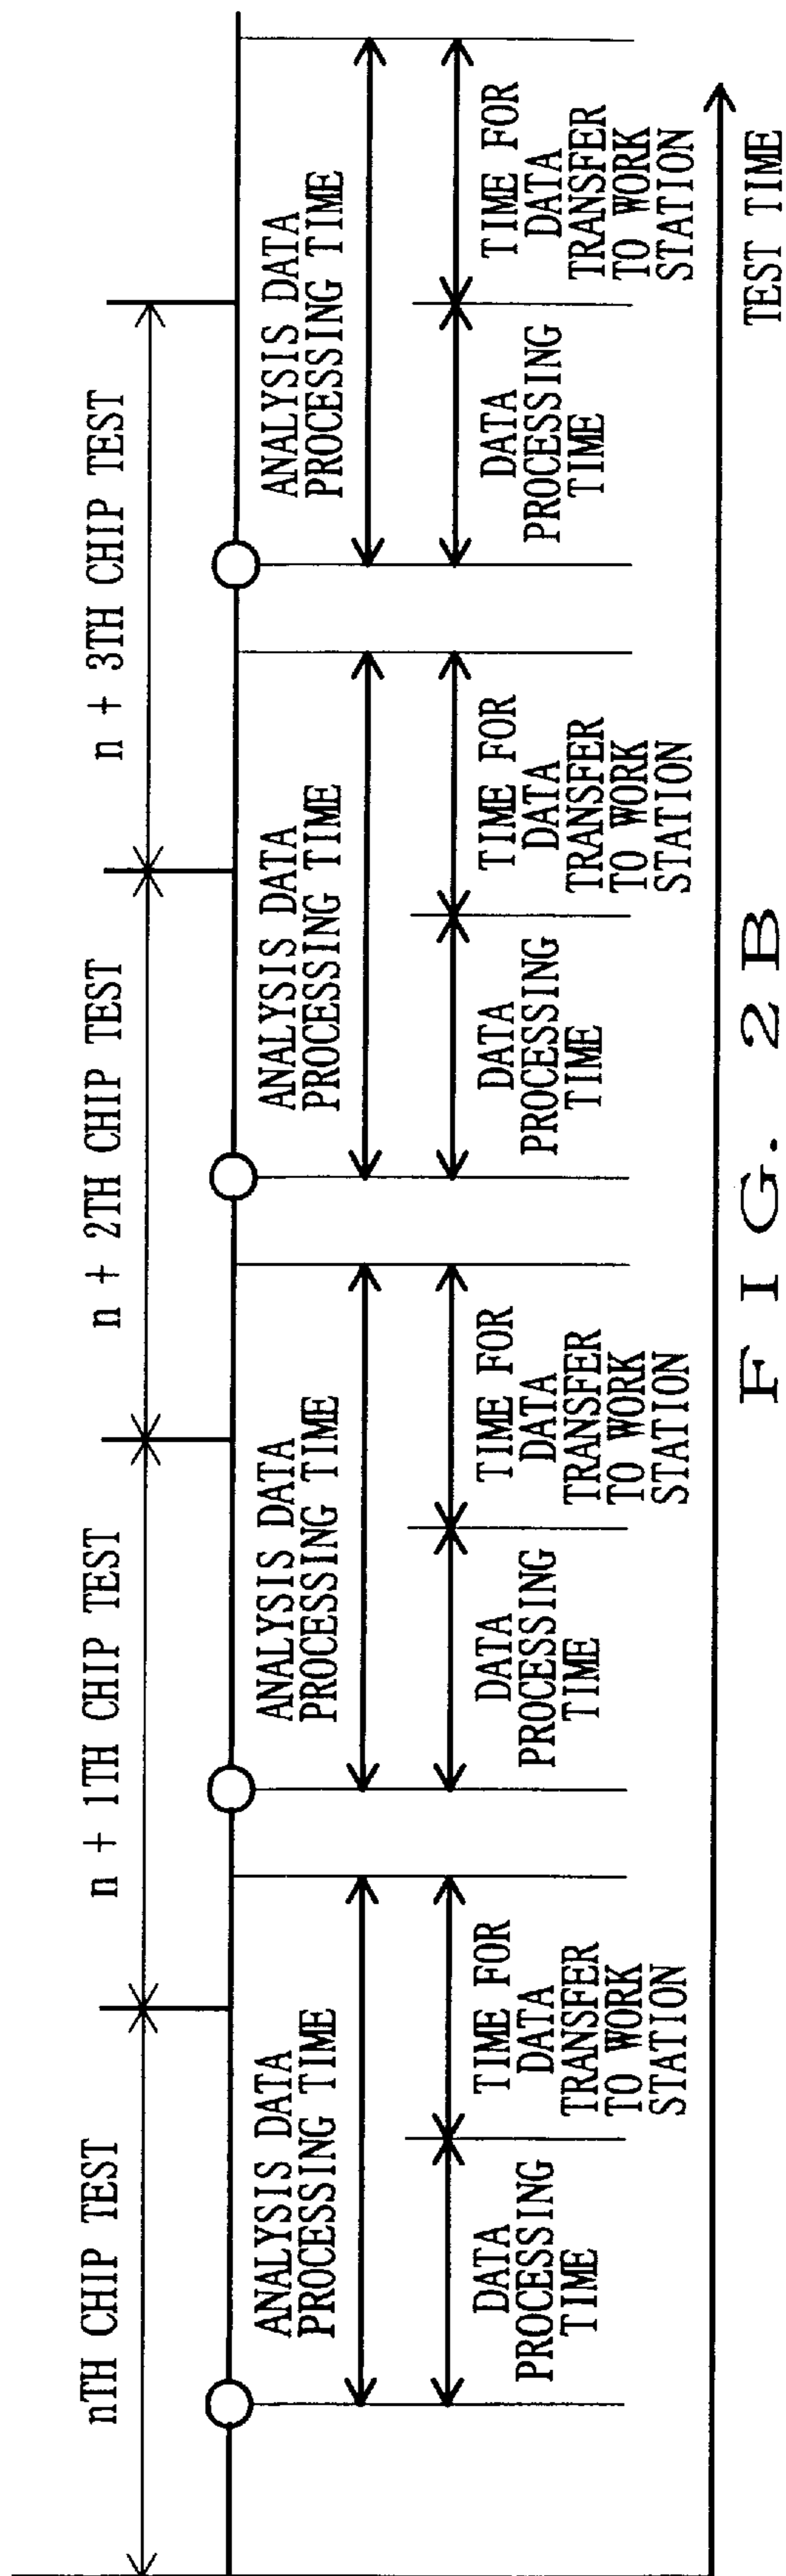 nTH CHIP TEST
n + 1TH CHIP TEST
n + 2TH CHIP TEST
n + 3TH CHIP TEST
ANALYSIS DATA
PROCESSING TIME
DATA
PROCESSING
TIME
TIME FOR
DATA
TRANSFER
TO WORK
STATION
ANALYSIS DATA
PROCESSING TIME
DATA
PROCESSING
TIME
TIME FOR
DATA
TRANSFER
TO WORK
STATION
ANALYSIS DATA
PROCESSING TIME
DATA
PROCESSING
TIME
TIME FOR
DATA
TRANSFER
TO WORK
STATION
ANALYSIS DATA
PROCESSING TIME
DATA
PROCESSING
TIME
TIME FOR
DATA
TRANSFER
TO WORK
STATION
TEST TIME
FIG. 2B